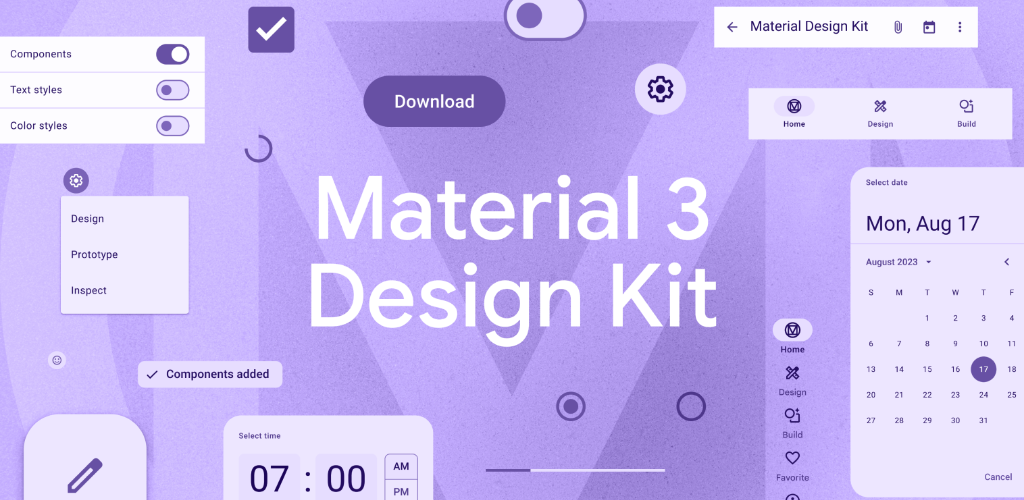 Components
Text styles
Color styles
Download
Material Design Kit
Home
Design
Build
Design
Prototype
Inspect
Material 3
Design Kit
Select date
Mon, Aug 17
August 2023
S M T W T F
1 2 3 4
6 7 8 9 10 11
13 14 15 16 17 18
20 21 22 23 24 25
27 28 29 30 31
Cancel
Home
Design
Build
Favorite
Components added
Select time
07 : 00
AM
PM